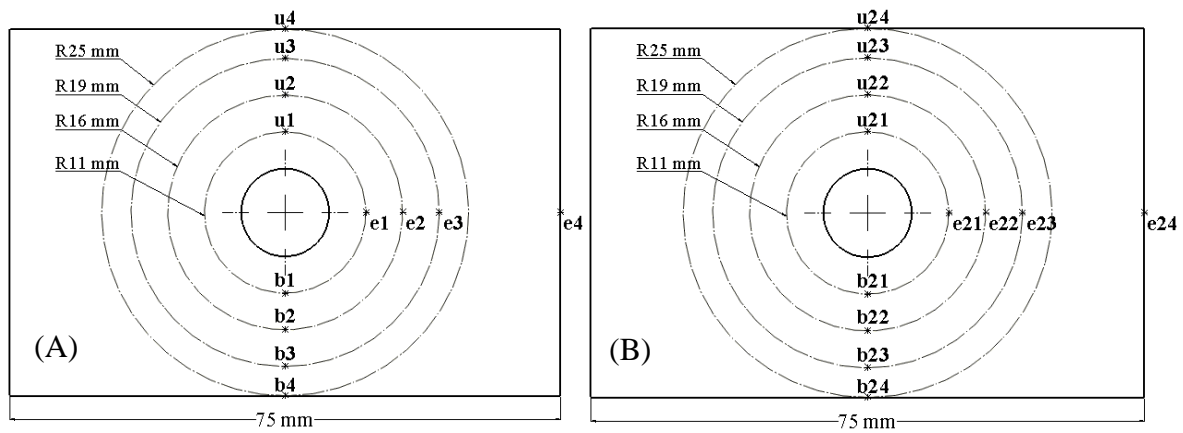 u4
R25 mm
u3
R19 mm
u2
R16 mm
u1
R11 mm
e1 e2 e3 e4
b1
b2
(A)
b3
b4
75 mm
u24
R25 mm
u23
R19 mm
u22
R16 mm
u21
R11 mm
e21 e22 e23 e24
b21
b22
(B)
b23
b24
75 mm